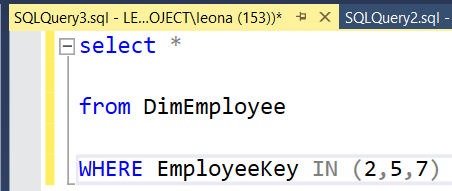 SQLQuery3.sql - LE...OJECT\leona (153))* SQLQuery2.sql -
select *
from DimEmployee
WHERE EmployeeKey IN (2,5,7)